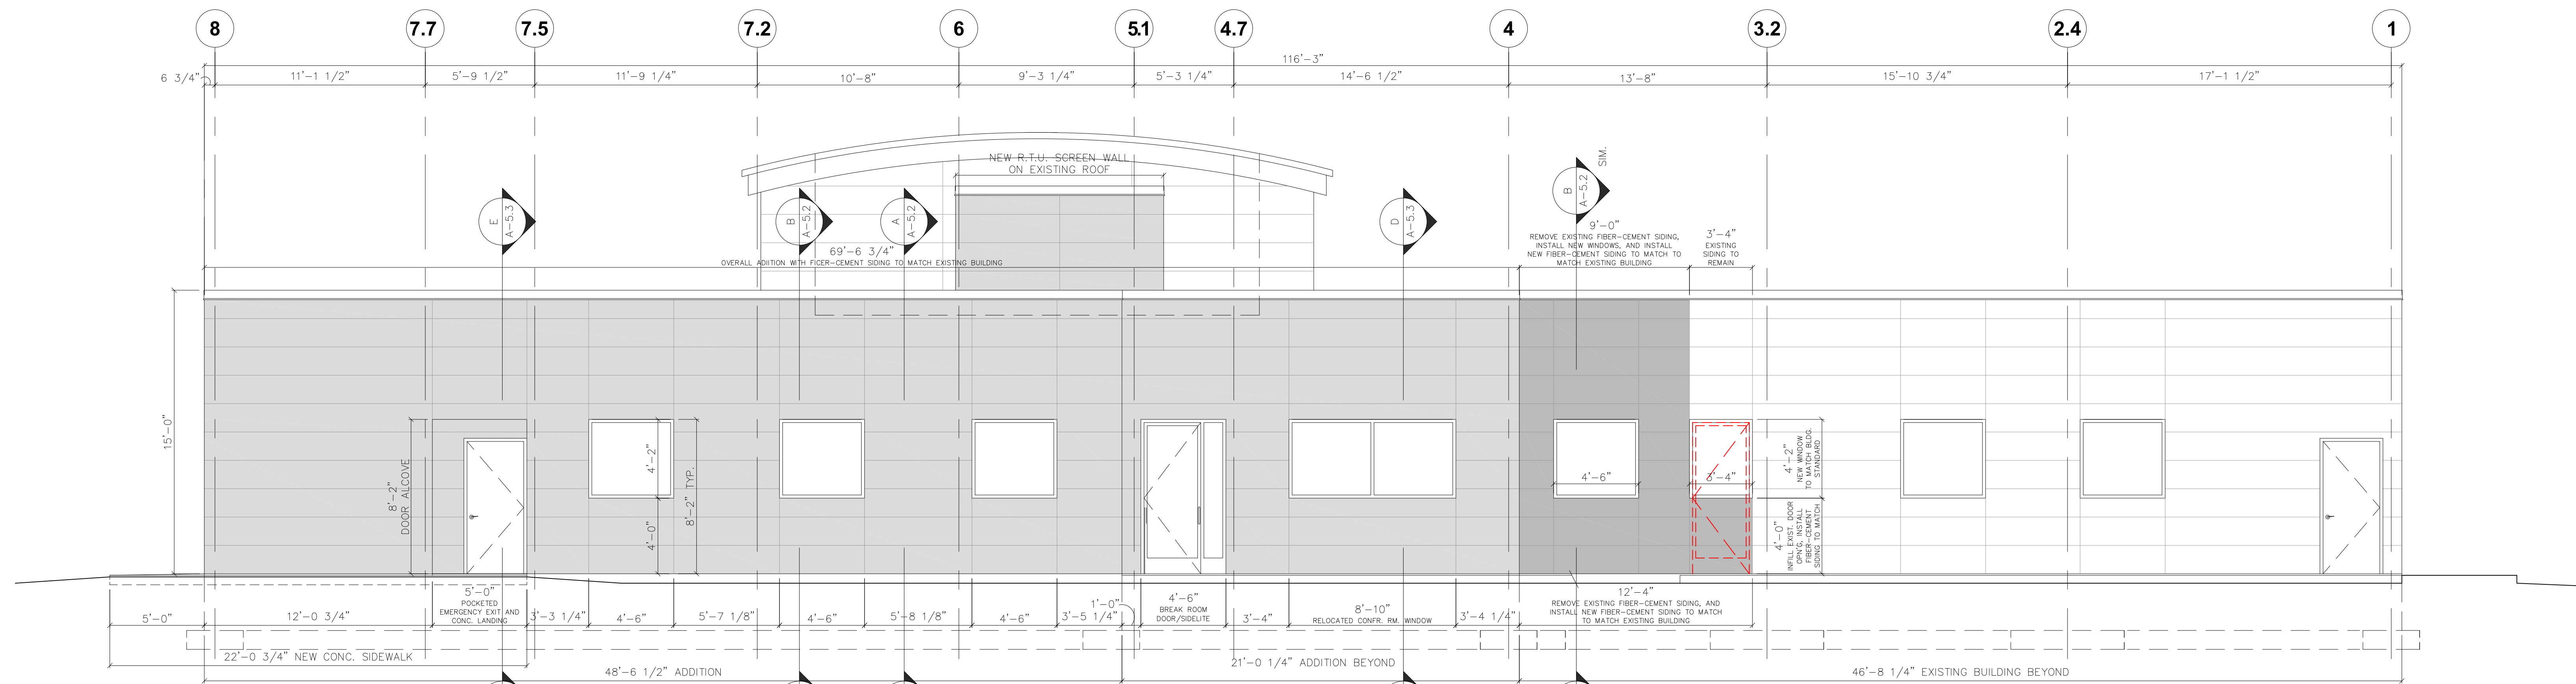 8 7.7 7.5 7.2 6 5.1 4.7 4 3.2 2.4 1
116'-3"
6 3/4" 11'-1 1/2" 5'-9 1/2" 11'-9 1/4" 10'-8" 9'-3 1/4" 5'-3 1/4" 14'-6 1/2" 13'-8" 15'-10 3/4" 17'-1 1/2"
NEW R.T.U. SCREEN WALL
ON EXISTING ROOF
E
A-5.3
B
A-5.2
A
A-5.2
D
A-5.3
B
A-5.2
SIM.
69'-6 3/4"
OVERALL ADIITION WITH FICER-CEMENT SIDING TO MATCH EXISTING BUILDING
9'-0"
REMOVE EXISTING FIBER-CEMENT SIDING,
INSTALL NEW WINDOWS, AND INSTALL
NEW FIBER-CEMENT SIDING TO MATCH TO
MATCH EXISTING BUILDING
3'-4"
EXISTING
SIDING TO
REMAIN
15'-0"
8'-2"
DOOR ALCOVE
4'-2"
4'-0"
8'-2" TYP.
4'-6"
3'-4"
4'-2"
NEW WINDOW
TO MATCH BLDG.
STANDARD
4'-0"
INFILL EXIST. DOOR
OPN'G, INSTALL
FIBER-CEMENT
SIDING TO MATCH
5'-0"
12'-0 3/4"
5'-0"
POCKETED
EMERGENCY EXIT AND
CONC. LANDING
3'-3 1/4"
4'-6"
5'-7 1/8"
4'-6"
5'-8 1/8"
4'-6"
3'-5 1/4"
1'-0"
4'-6"
BREAK ROOM
DOOR/SIDELITE
3'-4"
8'-10"
RELOCATED CONFR. RM. WINDOW
3'-4 1/4"
12'-4"
REMOVE EXISTING FIBER-CEMENT SIDING, AND
INSTALL NEW FIBER-CEMENT SIDING TO MATCH
TO MATCH EXISTING BUILDING
22'-0 3/4" NEW CONC. SIDEWALK
48'-6 1/2" ADDITION
21'-0 1/4" ADDITION BEYOND
46'-8 1/4" EXISTING BUILDING BEYOND